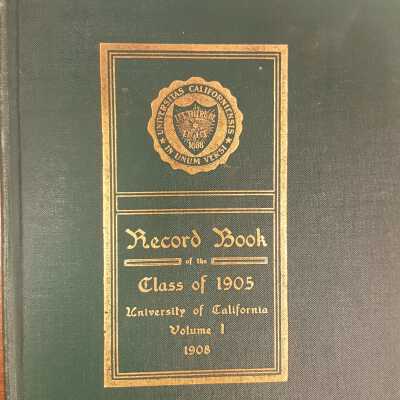 UNIVERSITAS CALIFORNIENSIS
IN UNUM VERSI
1868
Record Book
of the
Class of 1905
University of California
Volume I
1908